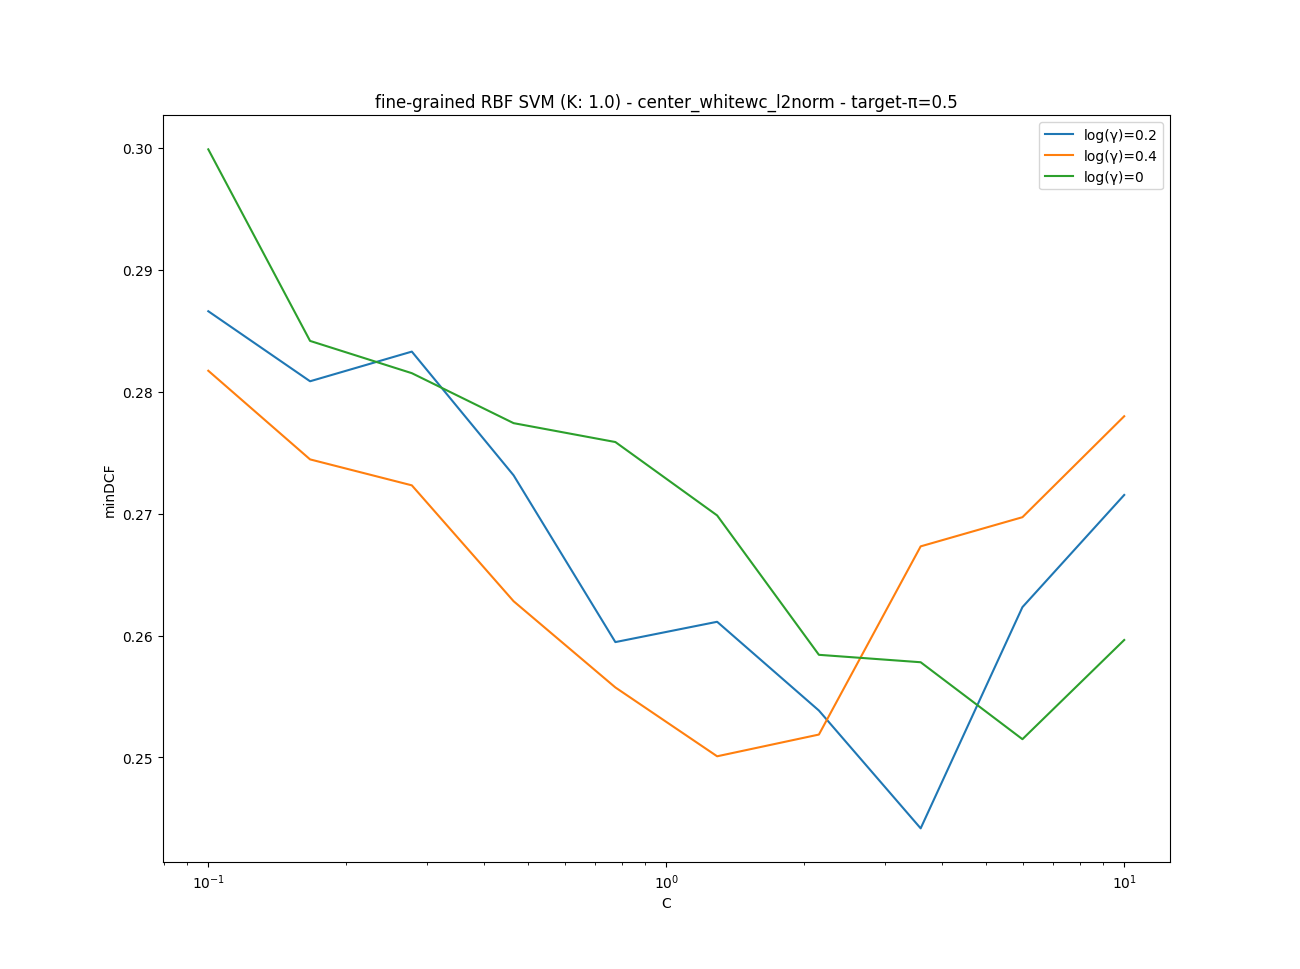 fine-grained RBF SVM (K: 1.0) - center_whitewc_l2norm - target-π=0.5
log(γ)=0.2
log(γ)=0.4
log(γ)=0
0.30
0.29
0.28
0.27
0.26
0.25
minDCF
10⁻¹
10⁰
10¹
C